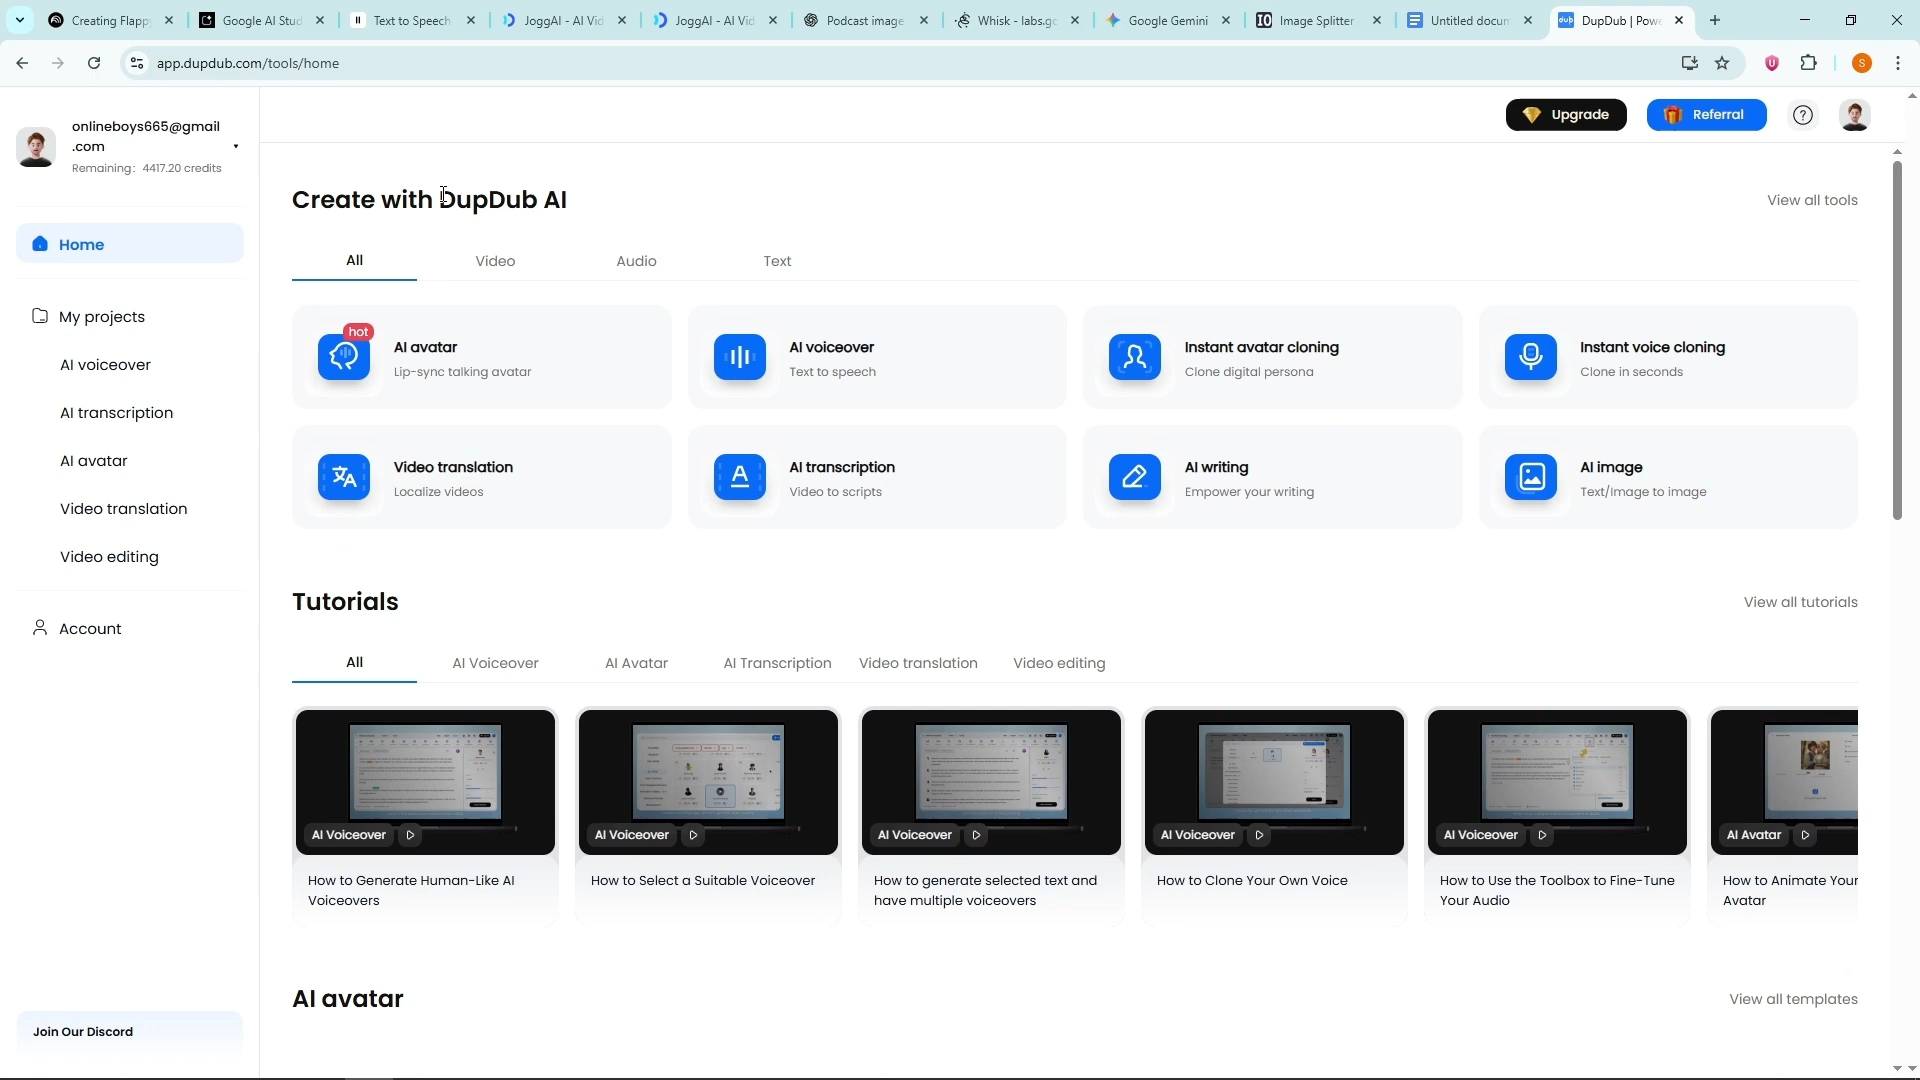 Creating Flapp
Google AI Stud
Text to Speech
JoggAI - AI Vid
JoggAI - AI Vid
Podcast image
Whisk - labs.go
Google Gemini
Image Splitter
Untitled docum
DupDub | Powe
app.dupdub.com/tools/home
S
onlineboys665@gmail
.com
Remaining: 4417.20 credits
Upgrade
Referral
Home
My projects
AI voiceover
AI transcription
AI avatar
Video translation
Video editing
Account
Join Our Discord
Create with DupDub AI
View all tools
All
Video
Audio
Text
hot
AI avatar
Lip-sync talking avatar
AI voiceover
Text to speech
Instant avatar cloning
Clone digital persona
Instant voice cloning
Clone in seconds
Video translation
Localize videos
AI transcription
Video to scripts
AI writing
Empower your writing
AI image
Text/Image to image
Tutorials
View all tutorials
All
AI Voiceover
AI Avatar
AI Transcription
Video translation
Video editing
AI Voiceover
How to Generate Human-Like AI
Voiceovers
AI Voiceover
How to Select a Suitable Voiceover
AI Voiceover
How to generate selected text and
have multiple voiceovers
AI Voiceover
How to Clone Your Own Voice
AI Voiceover
How to Use the Toolbox to Fine-Tune
Your Audio
AI Avatar
How to Animate Your
Avatar
AI avatar
View all templates